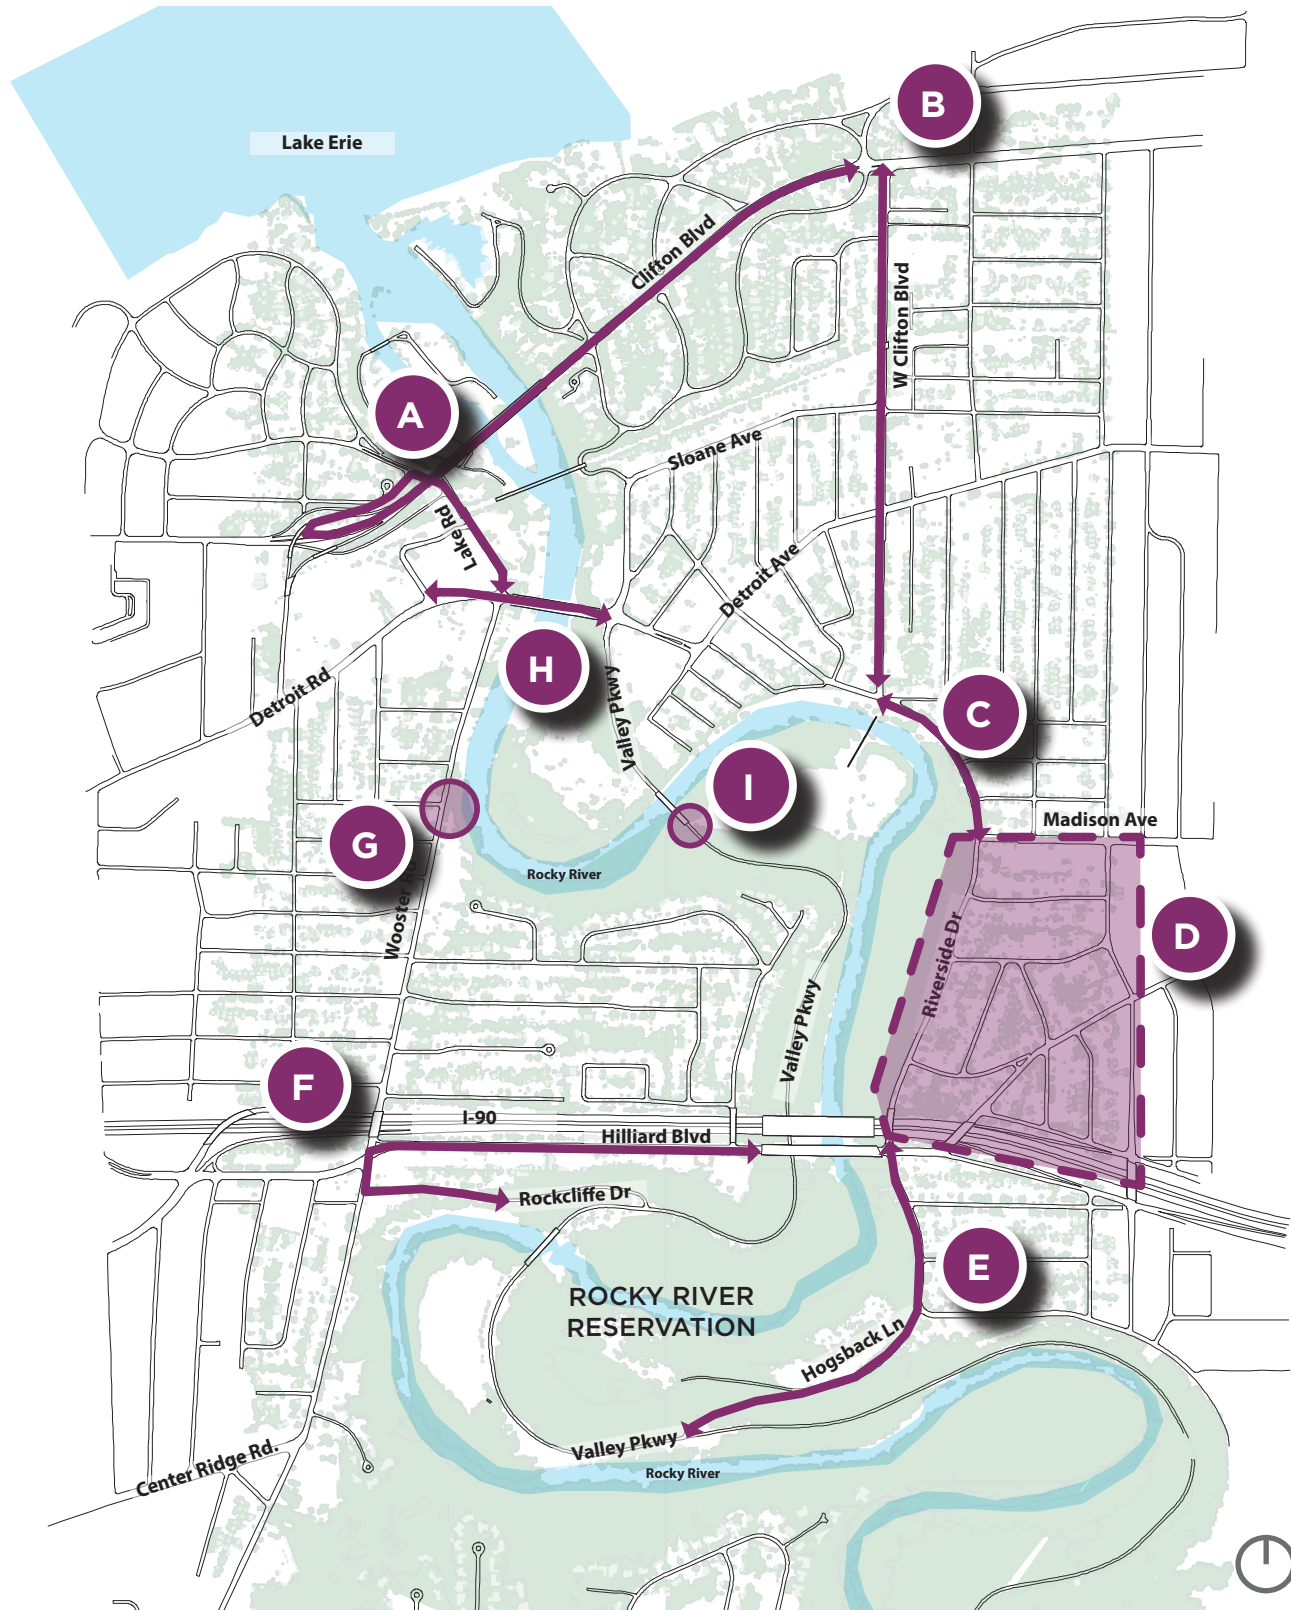 B
Lake Erie
Clifton Blvd
W Clifton Blvd
A
Sloane Ave
Lake Rd
Detroit Ave
H
Detroit Rd
Valley Pkwy
C
I
G
Madison Ave
Rocky River
Wooster Rd
D
Riverside Dr
Valley Pkwy
F
I-90
Hilliard Blvd
Rockcliffe Dr
E
ROCKY RIVER
RESERVATION
Hogsback Ln
Valley Pkwy
Center Ridge Rd.
Rocky River